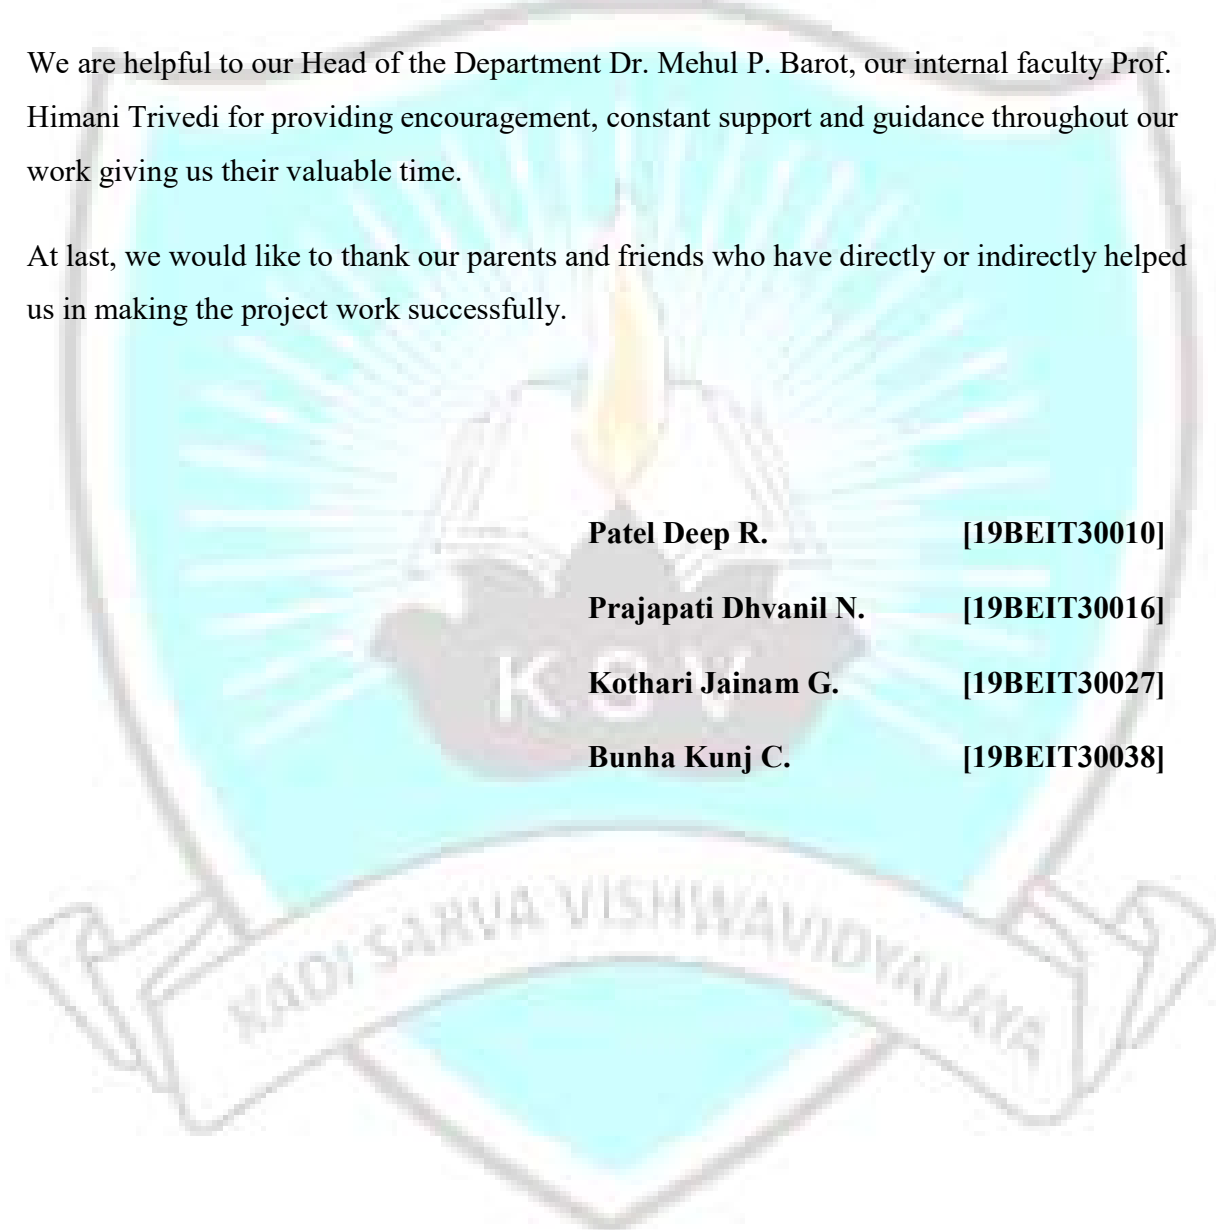 We are helpful to our Head of the Department Dr. Mehul P. Barot, our internal faculty Prof.
Himani Trivedi for providing encouragement, constant support and guidance throughout our
work giving us their valuable time.
At last, we would like to thank our parents and friends who have directly or indirectly helped
us in making the project work successfully.
Patel Deep R. [19BEIT30010]
Prajapati Dhvanil N. [19BEIT30016]
Kothari Jainam G. [19BEIT30027]
Bunha Kunj C. [19BEIT30038]
K S V
KADI SARVA VISHWAVIDYALAYA